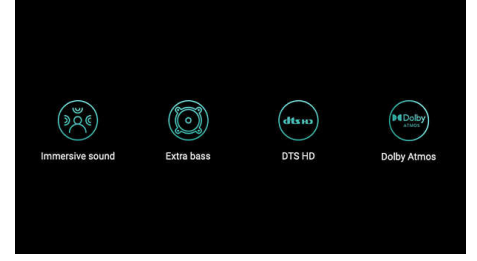 dts HD
Dolby
ATMOS
Immersive sound
Extra bass
DTS HD
Dolby Atmos